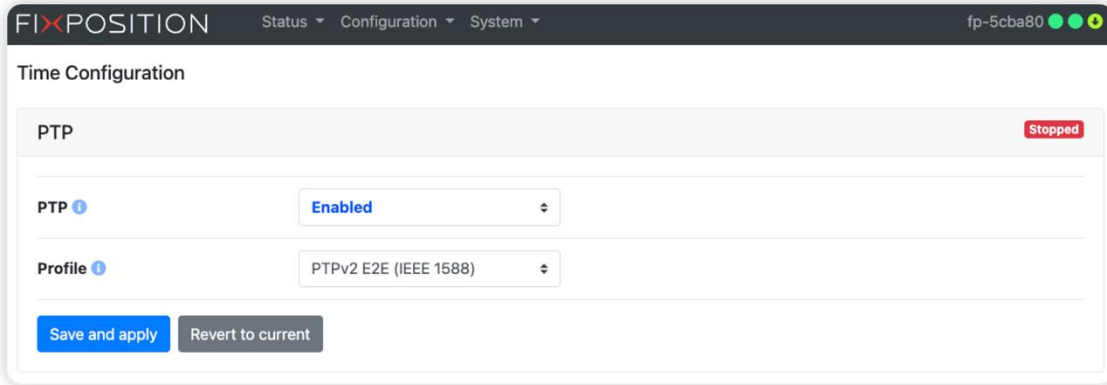 FIXPOSITION Status Configuration System fp-5cba80
Time Configuration
PTP Stopped
PTP Enabled
Profile PTPv2 E2E (IEEE 1588)
Save and apply Revert to current